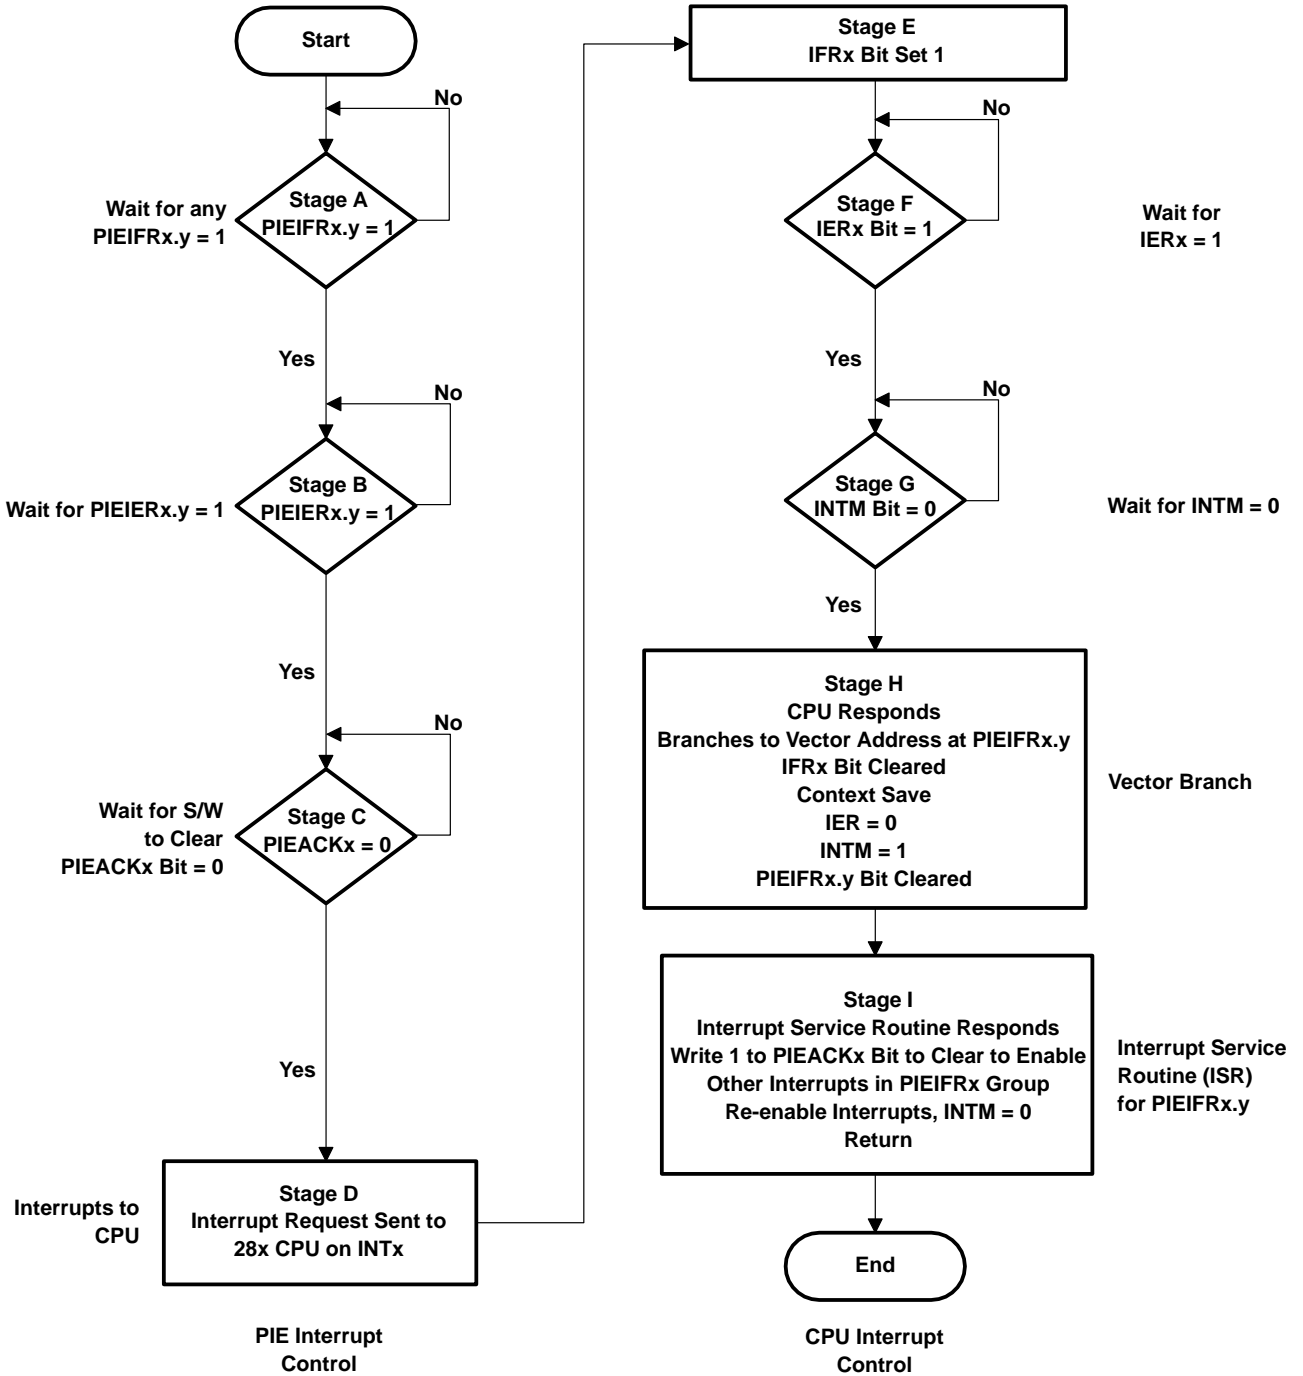 Start
No
Stage A
PIEIFRx.y = 1
Wait for any
PIEIFRx.y = 1
Yes
No
Stage B
PIEIERx.y = 1
Wait for PIEIERx.y = 1
Yes
No
Stage C
PIEACKx = 0
Wait for S/W
to Clear
PIEACKx Bit = 0
Yes
Stage D
Interrupt Request Sent to
28x CPU on INTx
Interrupts to
CPU
PIE Interrupt
Control
Stage E
IFRx Bit Set 1
No
Stage F
IERx Bit = 1
Wait for
IERx = 1
Yes
No
Stage G
INTM Bit = 0
Wait for INTM = 0
Yes
Stage H
CPU Responds
Branches to Vector Address at PIEIFRx.y
IFRx Bit Cleared
Context Save
IER = 0
INTM = 1
PIEIFRx.y Bit Cleared
Vector Branch
Stage I
Interrupt Service Routine Responds
Write 1 to PIEACKx Bit to Clear to Enable
Other Interrupts in PIEIFRx Group
Re-enable Interrupts, INTM = 0
Return
Interrupt Service
Routine (ISR)
for PIEIFRx.y
End
CPU Interrupt
Control